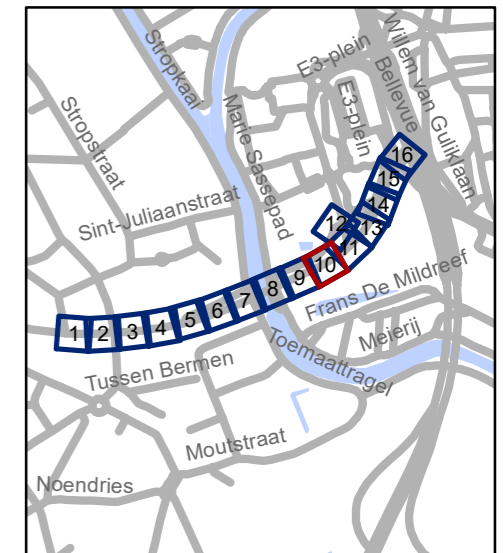 Stropkaai
E3-plein
Willem van Guliklaan
Bellevue
E3-plein
Stropstraat
Marie Sassepad
Sint-Juliaanstraat
16
15
14
13
12
11
10
9
8
7
6
5
4
3
2
1
Frans De Mildreef
Meierij
Toemaattragel
Tussen Bermen
Moutstraat
Noendries